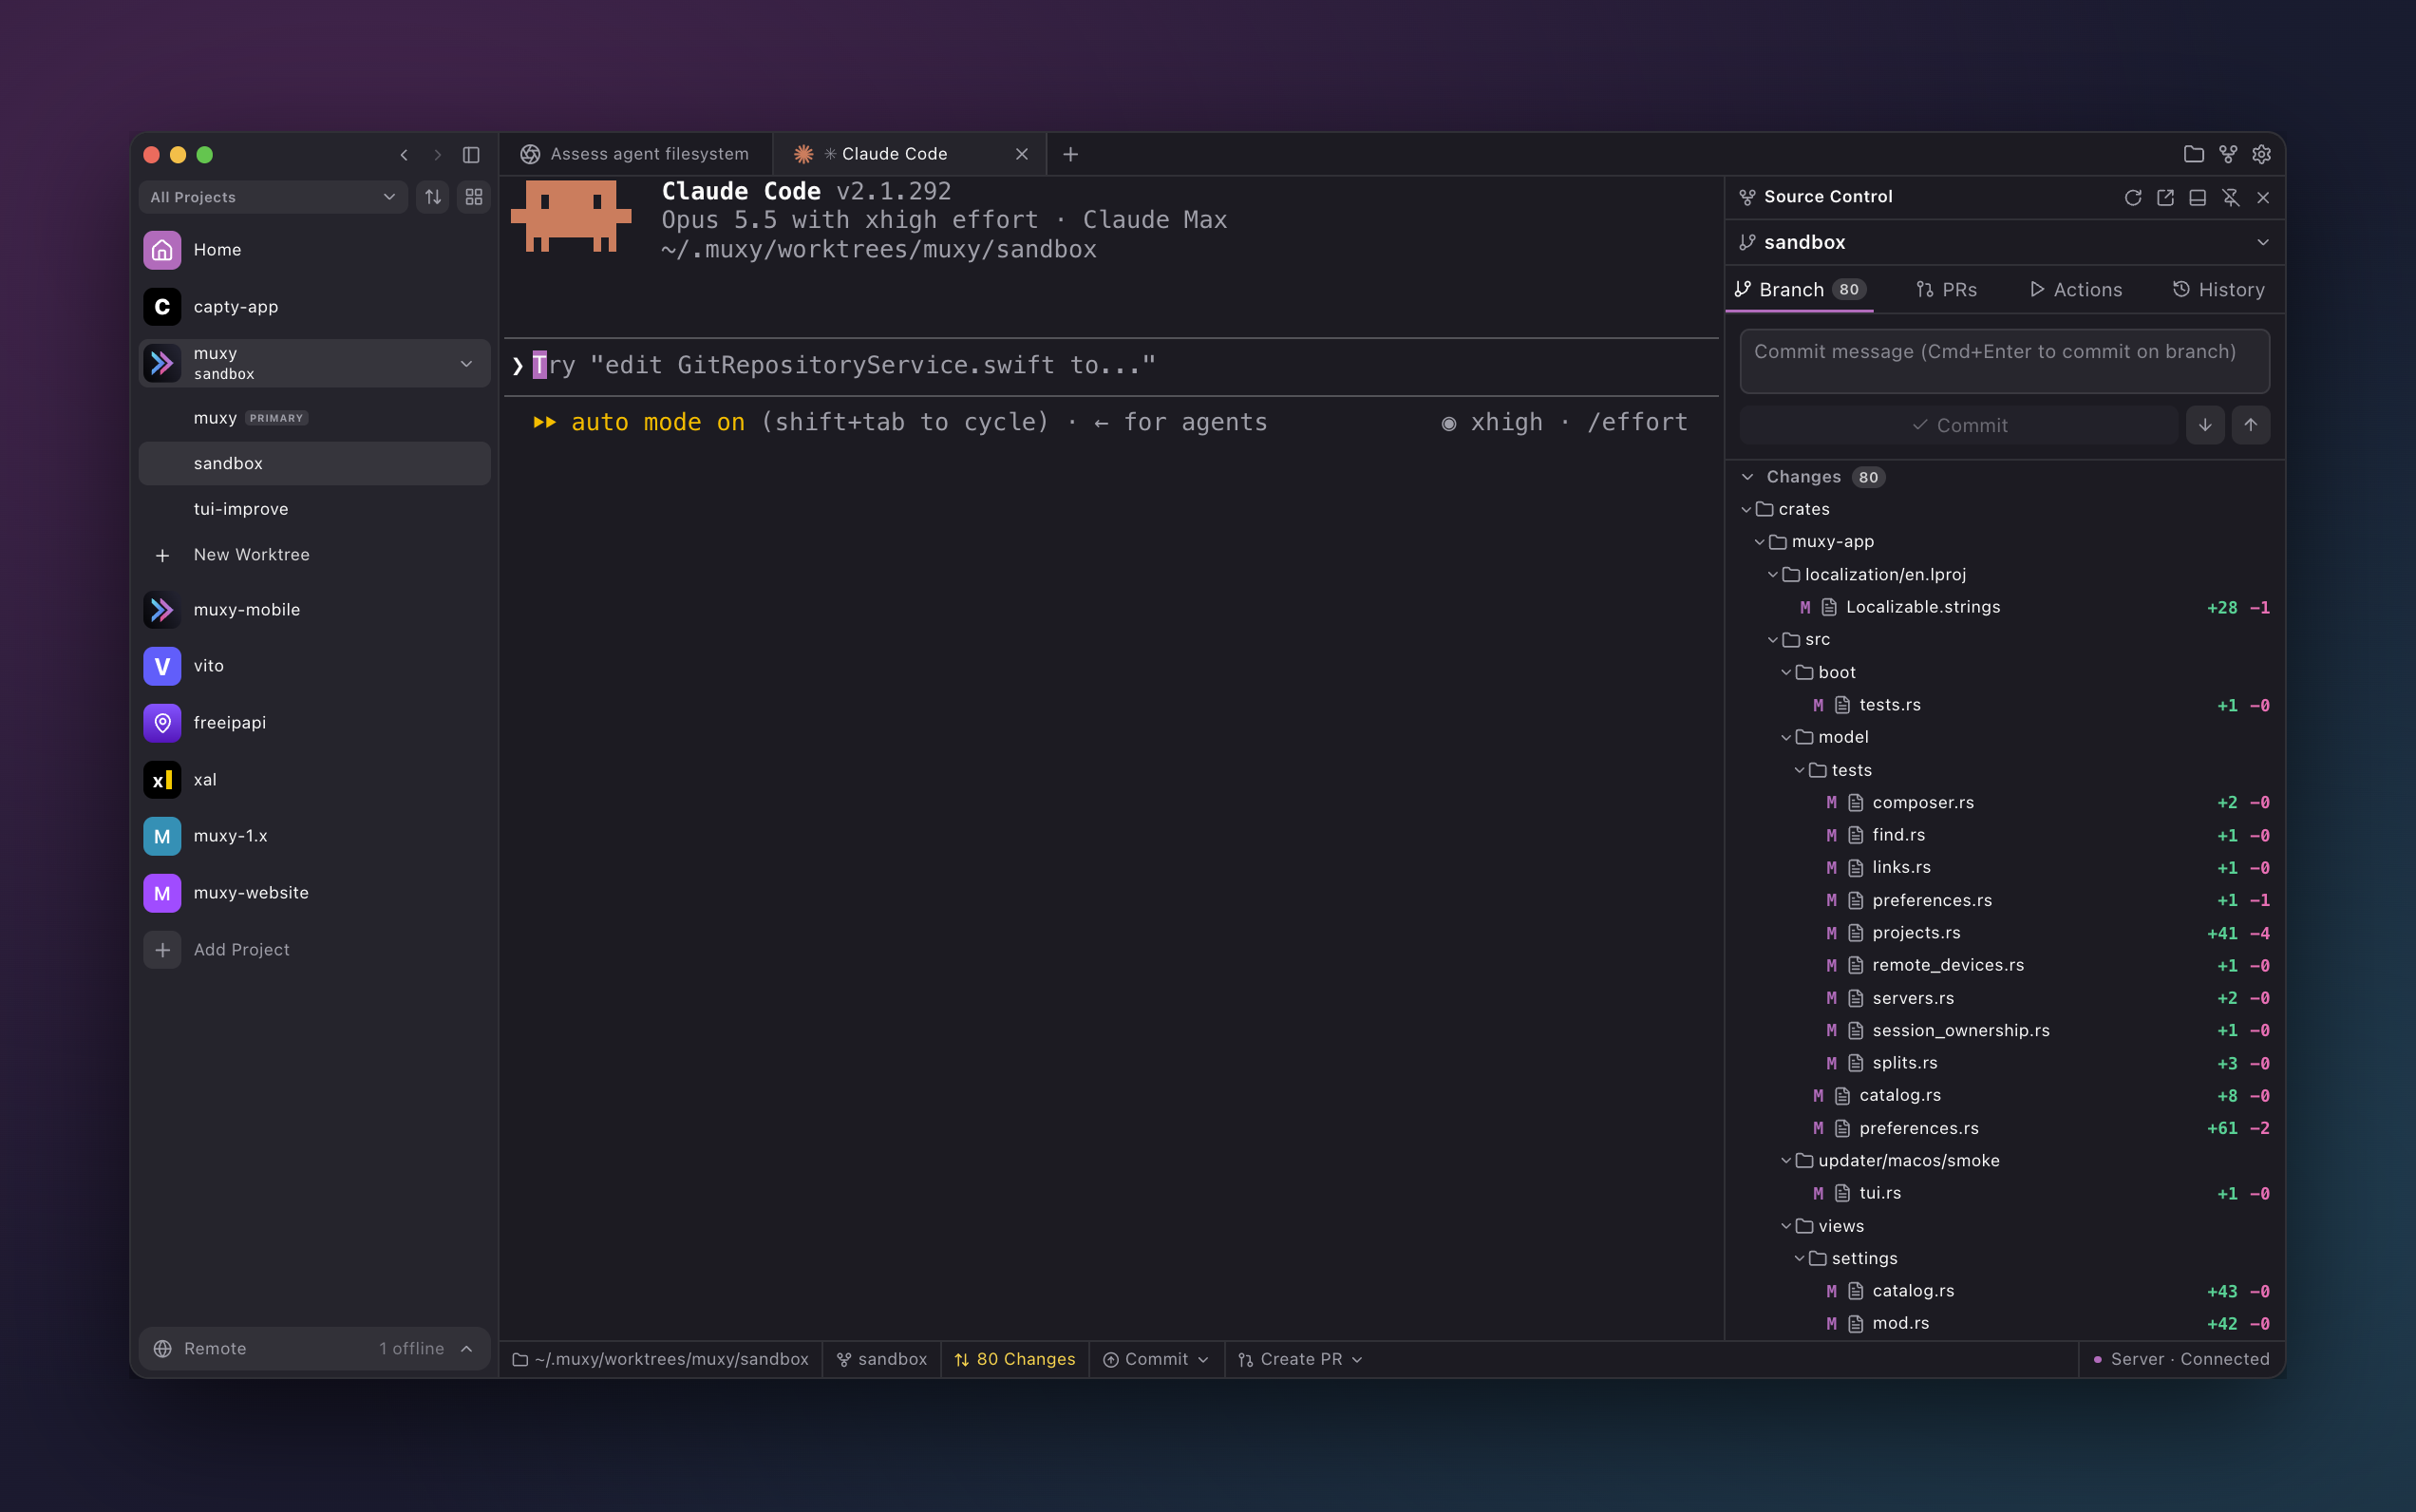 All Projects
Home
C
capty-app
muxy
sandbox
muxy PRIMARY
sandbox
tui-improve
New Worktree
muxy-mobile
V
vito
freeipapi
x
xal
M
muxy-1.x
M
muxy-website
Add Project
Remote 1 offline
Assess agent filesystem
✳ Claude Code
Claude Code v2.1.292
Opus 5.5 with xhigh effort · Claude Max
~/.muxy/worktrees/muxy/sandbox
❯ Try "edit GitRepositoryService.swift to..."
⏵⏵ auto mode on (shift+tab to cycle) · ← for agents ◉ xhigh · /effort
Source Control
sandbox
Branch 80 PRs Actions History
Commit message (Cmd+Enter to commit on branch)
Commit
Changes 80
crates
muxy-app
localization/en.lproj
M Localizable.strings +28 −1
src
boot
M tests.rs +1 −0
model
tests
M composer.rs +2 −0
M find.rs +1 −0
M links.rs +1 −0
M preferences.rs +1 −1
M projects.rs +41 −4
M remote_devices.rs +1 −0
M servers.rs +2 −0
M session_ownership.rs +1 −0
M splits.rs +3 −0
M catalog.rs +8 −0
M preferences.rs +61 −2
updater/macos/smoke
M tui.rs +1 −0
views
settings
M catalog.rs +43 −0
M mod.rs +42 −0
~/.muxy/worktrees/muxy/sandbox sandbox 80 Changes Commit Create PR Server · Connected